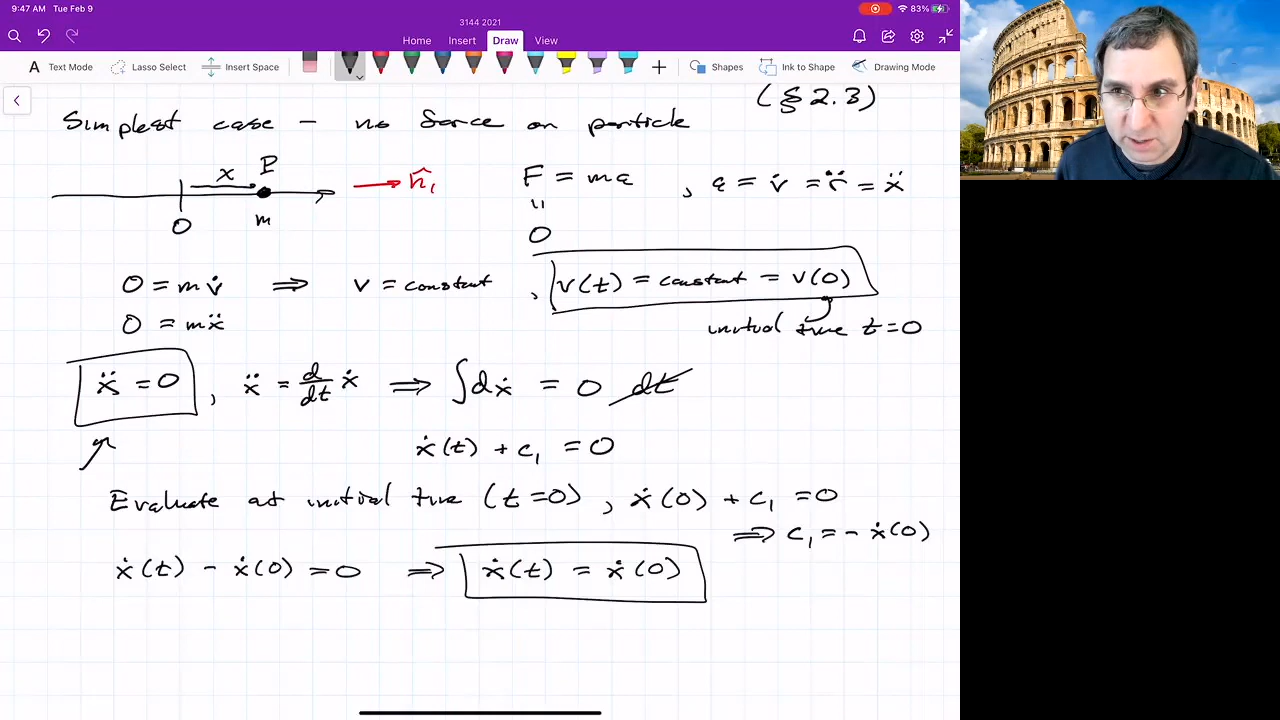 9:47 AM Tue Feb 9
83%
3144 2021
Home Insert Draw View
A Text Mode Lasso Select Insert Space Shapes Ink to Shape Drawing Mode
(§ 2.3)
Simplest case – no force on particle
x P
O m
n̂₁
F = ma , a = v̇ = r̈ = ẍ
"
0
0 = mv̇ ⟹ v = constant , v(t) = constant = v(0)
0 = mẍ
initial time t=0
ẍ = 0 , ẍ = d/dt ẋ ⟹ ∫dẋ = 0 dt
ẋ(t) + c₁ = 0
Evaluate at initial time (t=0) , ẋ(0) + c₁ = 0
⟹ c₁ = - ẋ(0)
ẋ(t) - ẋ(0) = 0 ⟹ ẋ(t) = ẋ(0)